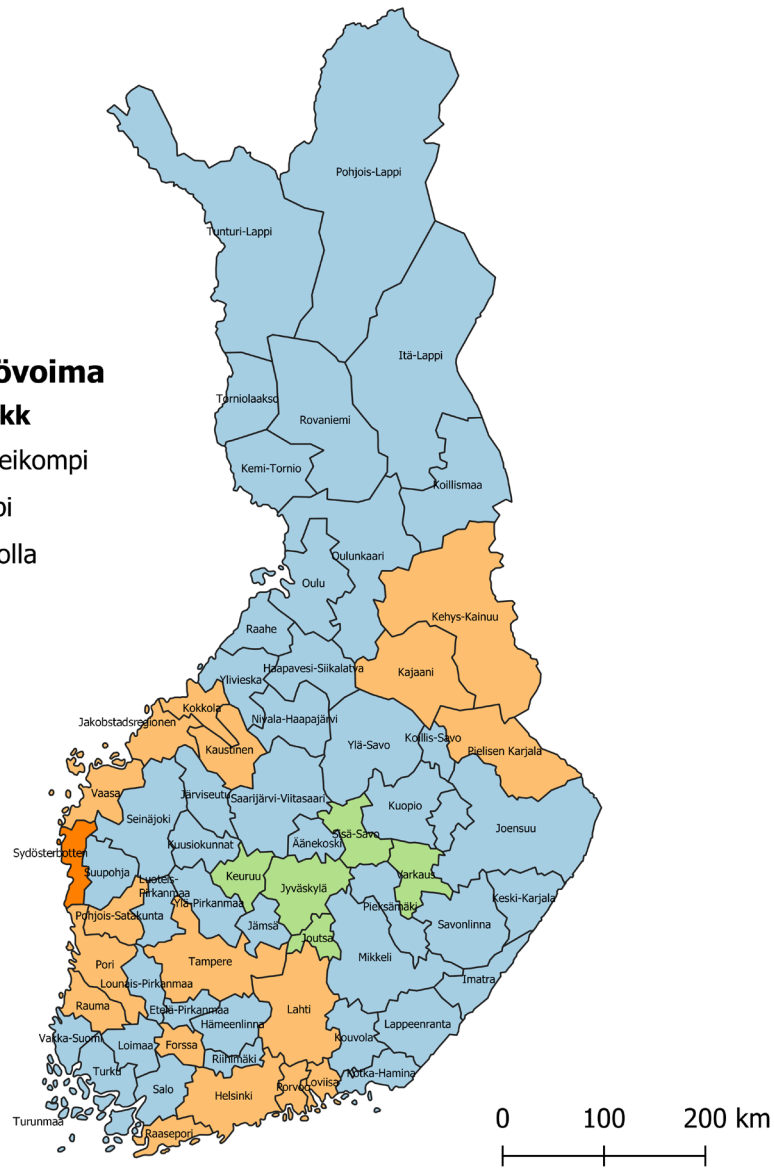 Pohjois-Lappi
Tunturi-Lappi
Itä-Lappi
övoima
kk
eikompi
pi
olla
Torniolaakso
Rovaniemi
Kemi-Tornio
Koillismaa
Oulunkaari
Oulu
Kehys-Kainuu
Raahe
Haapavesi-Siikalatva
Kajaani
Ylivieska
Kokkola
Nivala-Haapajärvi
Jakobstadsregionen
Koillis-Savo
Ylä-Savo
Kaustinen
Pielisen Karjala
Vaasa
Järviseutu
Saarijärvi-Viitasaari
Kuopio
Seinäjoki
Joensuu
Sisä-Savo
Kuusiokunnat
Äänekoski
Sydösterbotten
Suupohja
Keuruu
Varkaus
Luoteis-
Pirkanmaa
Jyväskylä
Keski-Karjala
Ylä-Pirkanmaa
Pieksämäki
Pohjois-Satakunta
Jämsä
Savonlinna
Joutsa
Mikkeli
Pori
Tampere
Imatra
Lounais-Pirkanmaa
Rauma
Etelä-Pirkanmaa
Lahti
Hämeenlinna
Lappeenranta
Vakka-Suomi
Loimaa
Forssa
Kouvola
Riihimäki
Turku
Kotka-Hamina
Salo
Helsinki
Porvoo
Loviisa
Turunmaa
Raasepori
0 100 200 km